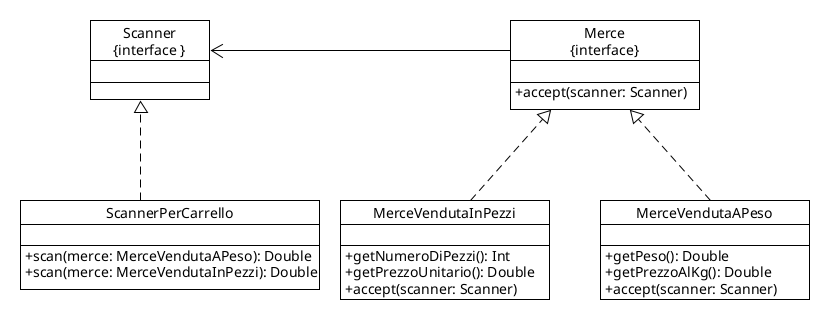 Scanner
{interface }
Merce
{interface}
+accept(scanner: Scanner)
ScannerPerCarrello
+scan(merce: MerceVendutaAPeso): Double
+scan(merce: MerceVendutaInPezzi): Double
MerceVendutaInPezzi
+getNumeroDiPezzi(): Int
+getPrezzoUnitario(): Double
+accept(scanner: Scanner)
MerceVendutaAPeso
+getPeso(): Double
+getPrezzoAlKg(): Double
+accept(scanner: Scanner)